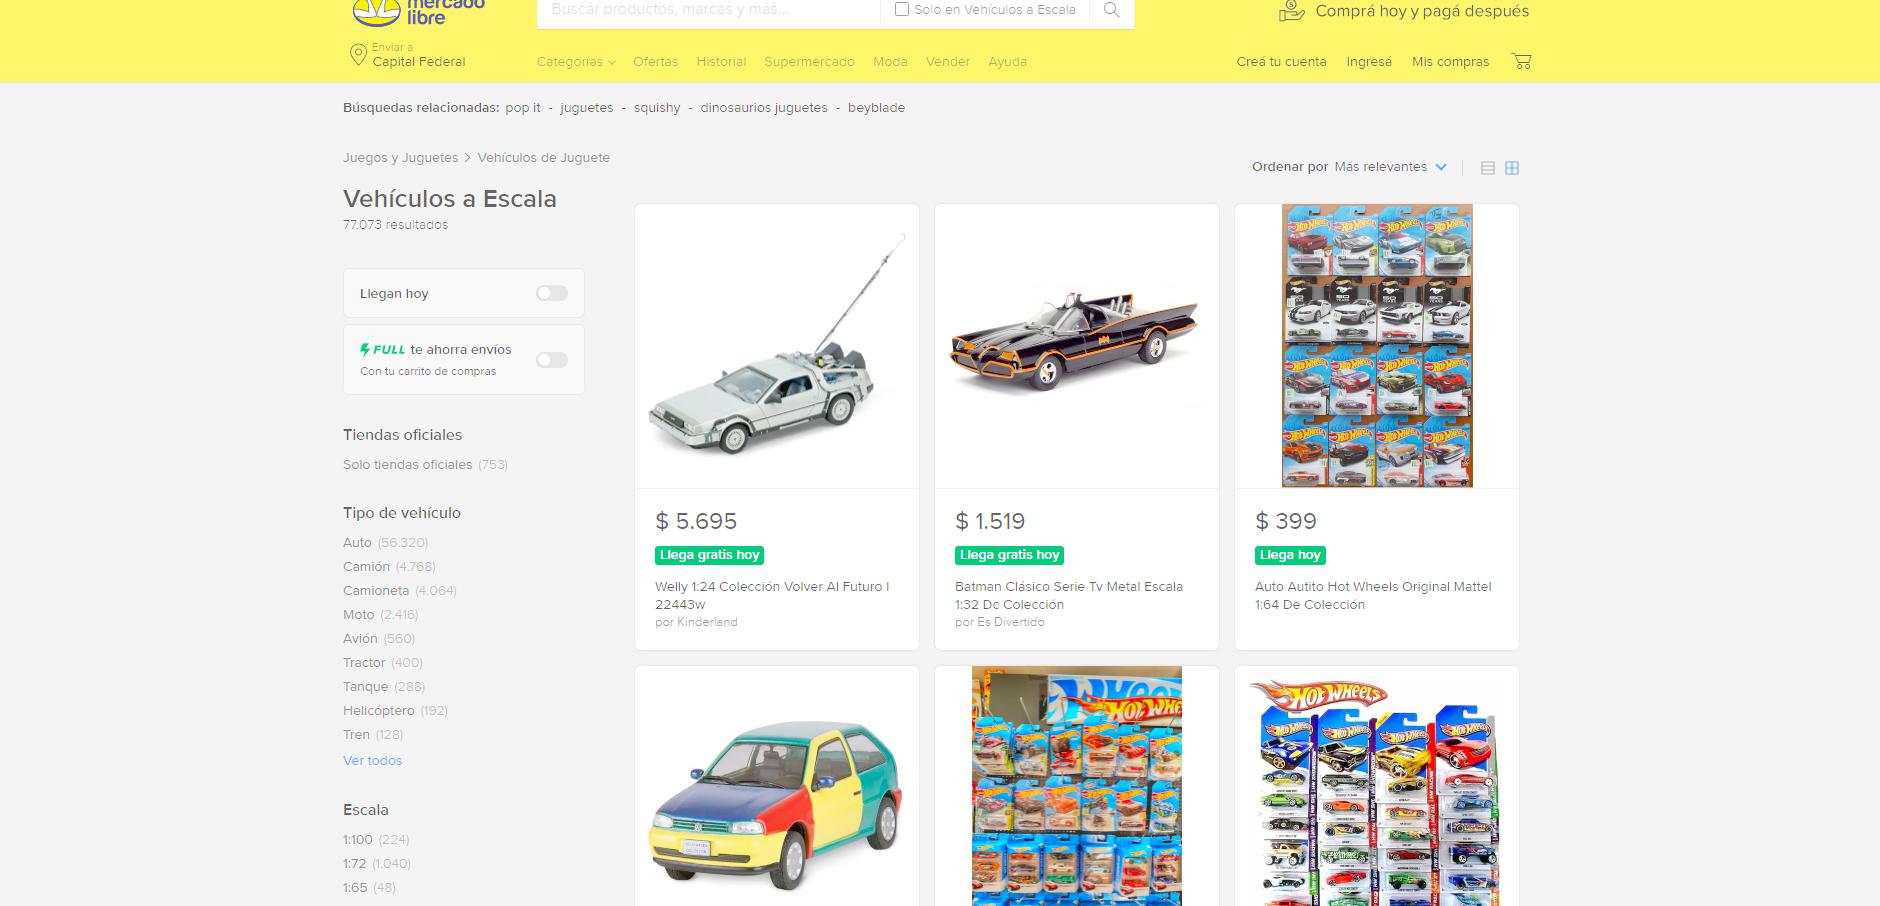 mercado
libre
Buscar productos, marcas y más...
Solo en Vehículos a Escala
Comprá hoy y pagá después
Enviar a
Capital Federal
Categorías Ofertas Historial Supermercado Moda Vender Ayuda
Creá tu cuenta Ingresá Mis compras
Búsquedas relacionadas: pop it - juguetes - squishy - dinosaurios juguetes - beyblade
Juegos y Juguetes > Vehículos de Juguete
Ordenar por Más relevantes
Vehículos a Escala
77.073 resultados
Llegan hoy
FULL te ahorra envíos
Con tu carrito de compras
Tiendas oficiales
Solo tiendas oficiales (753)
Tipo de vehículo
Auto (56.320)
Camión (4.768)
Camioneta (4.064)
Moto (2.416)
Avión (560)
Tractor (400)
Tanque (288)
Helicóptero (192)
Tren (128)
Ver todos
Escala
1:100 (224)
1:72 (1.040)
1:65 (48)
$ 5.695
Llega gratis hoy
Welly 1:24 Colección Volver Al Futuro I
22443w
por Kinderland
$ 1.519
Llega gratis hoy
Batman Clásico Serie Tv Metal Escala
1:32 Dc Colección
por Es Divertido
$ 399
Llega hoy
Auto Autito Hot Wheels Original Mattel
1:64 De Colección
Hot Wheels
Hot Wheels